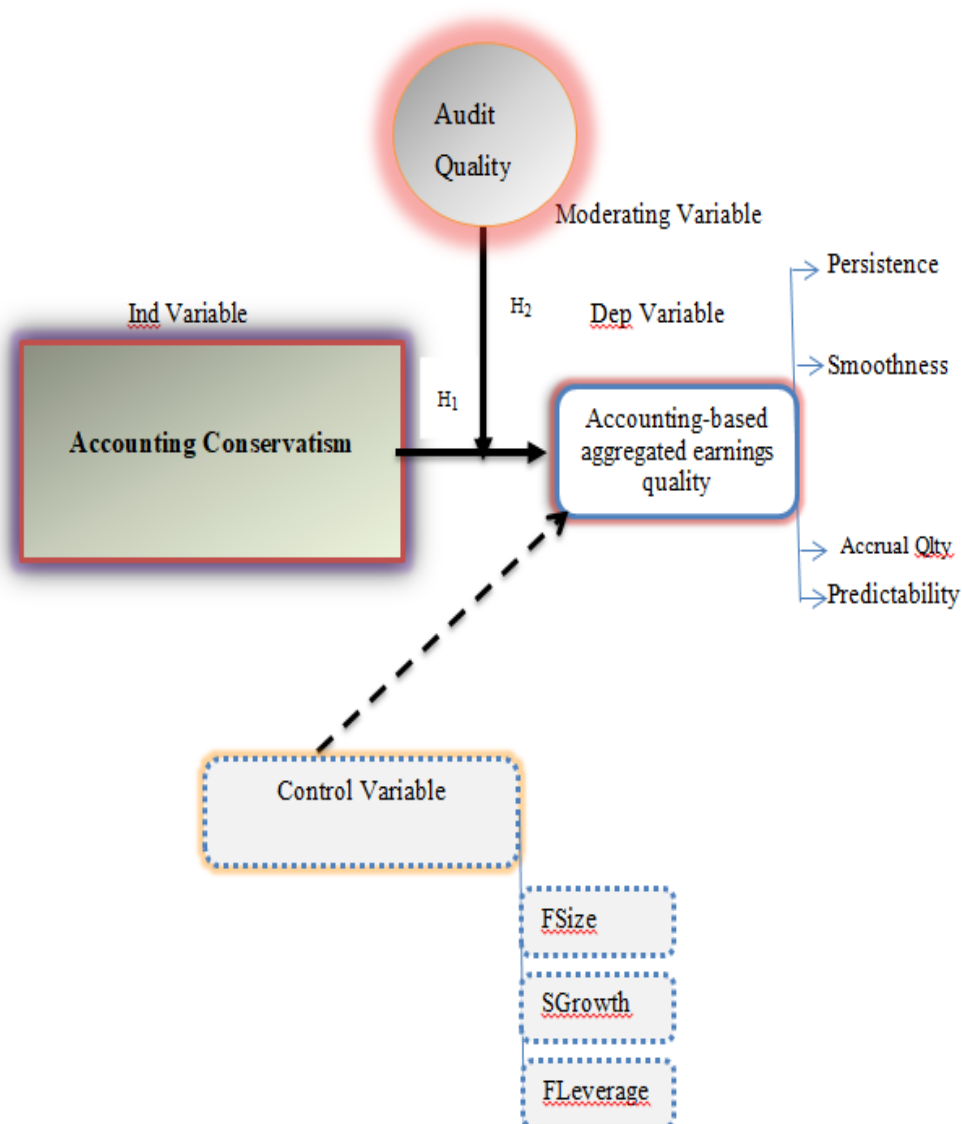 Audit
Quality
Moderating Variable
Persistence
Ind Variable
H₂
Dep Variable
Smoothness
H₁
Accounting Conservatism
Accounting-based
aggregated earnings
quality
Accrual Qlty
Predictability
Control Variable
FSize
SGrowth
FLeverage